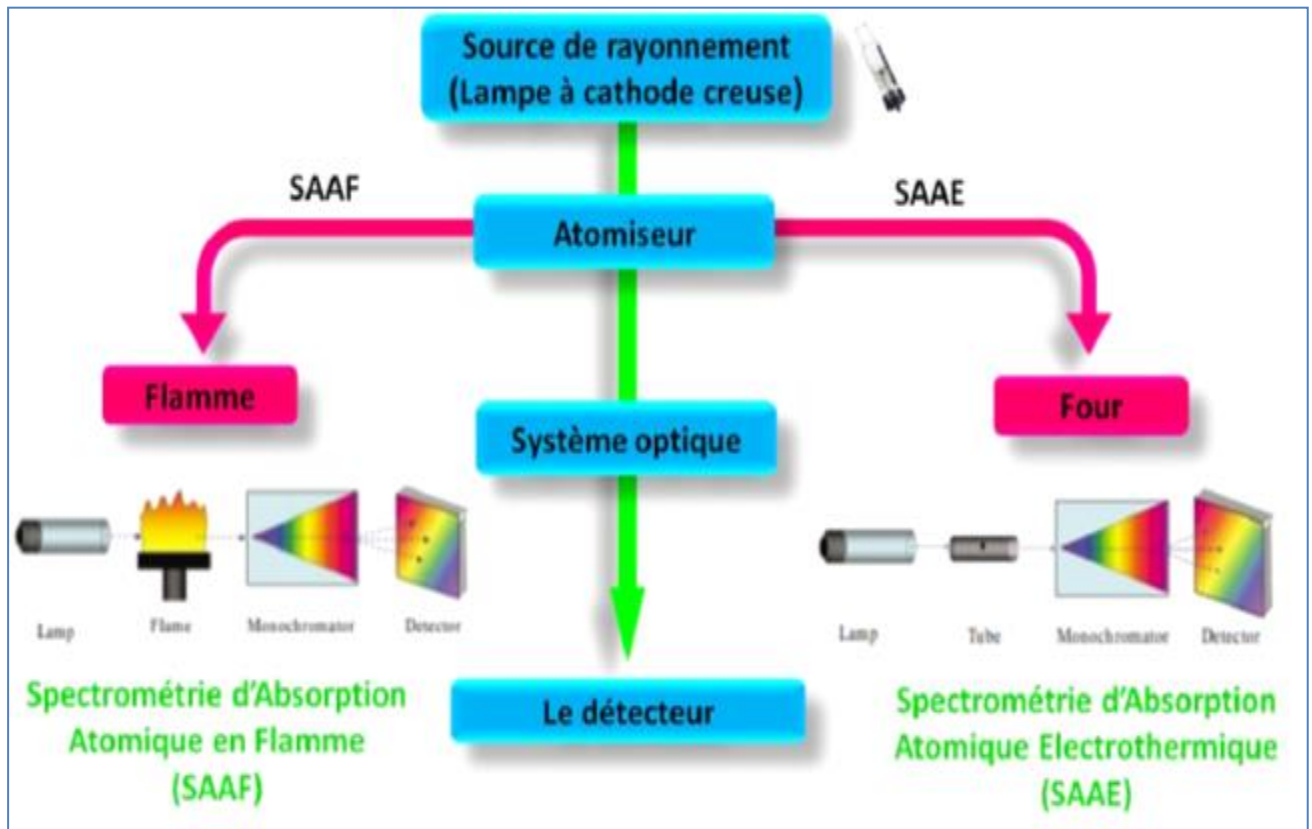 Source de rayonnement
(Lampe à cathode creuse)
SAAF
SAAE
Atomiseur
Flamme
Four
Système optique
Lamp
Flame
Monochromator
Detector
Lamp
Tube
Monochromator
Detector
Spectrométrie d'Absorption
Atomique en Flamme
(SAAF)
Le détecteur
Spectrométrie d'Absorption
Atomique Electrothermique
(SAAE)